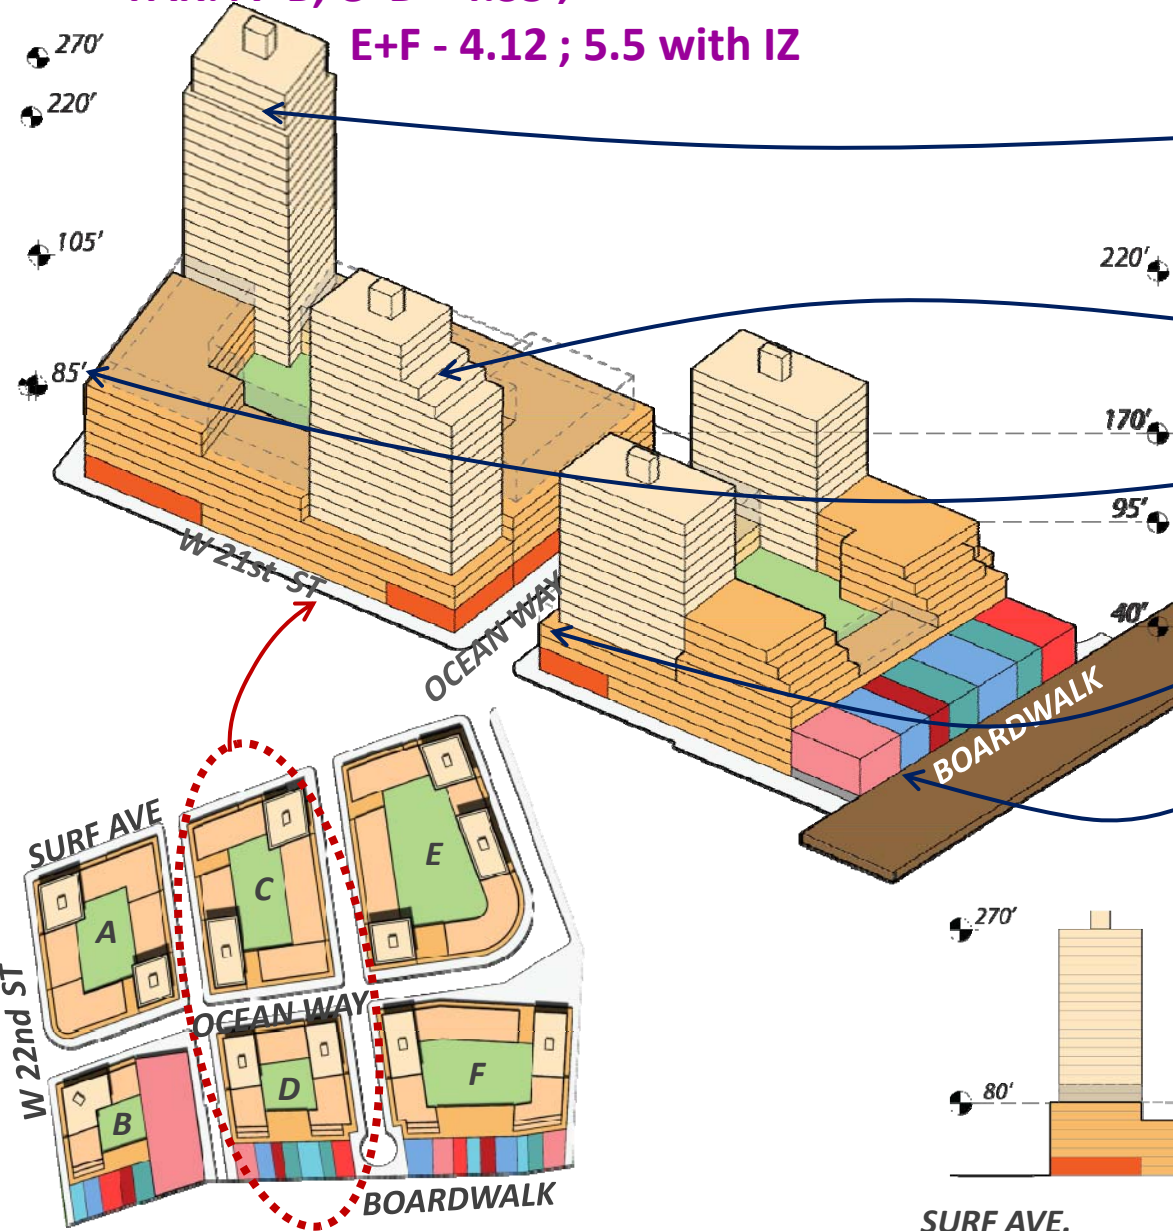 E+F - 4.12 ; 5.5 with IZ
270'
220'
105'
85'
220'
170'
95'
40'
W 21st ST
OCEAN WAY
BOARDWALK
SURF AVE
A
C
E
W 22nd ST
OCEAN WAY
B
D
F
BOARDWALK
270'
80'
SURF AVE.